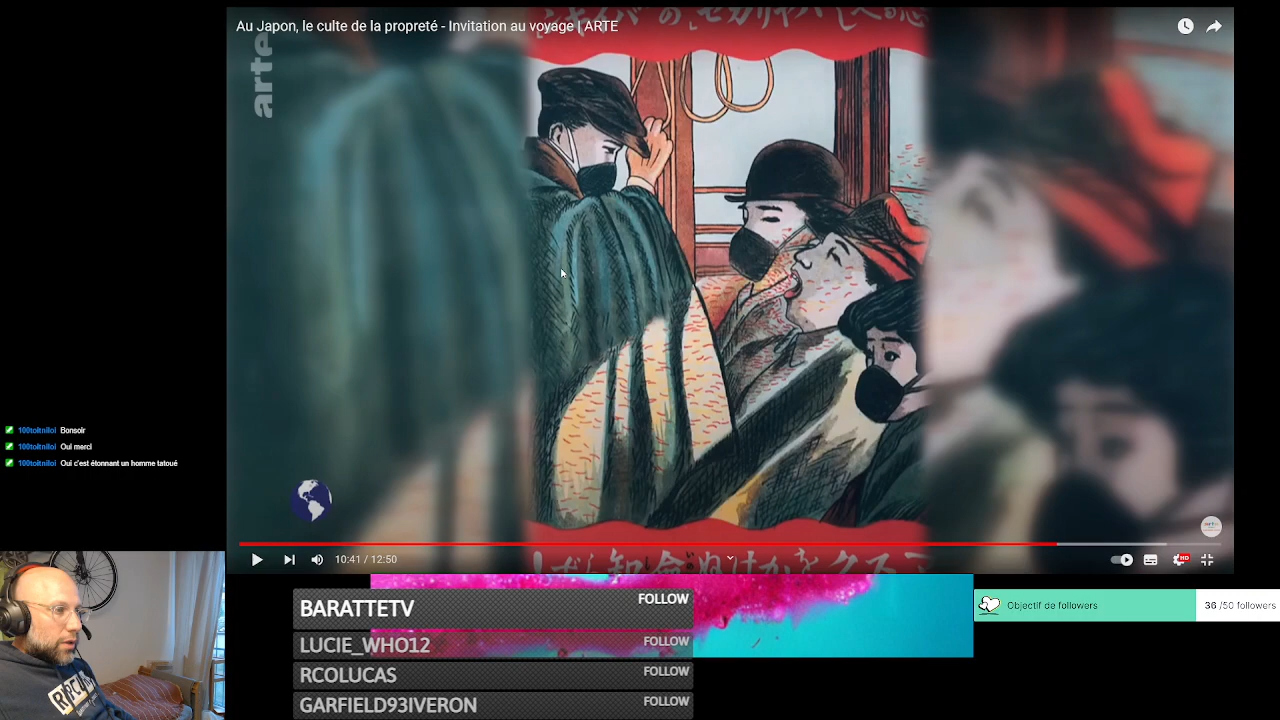 Au Japon, le culte de la propreté - Invitation au voyage | ARTE
arte
100toitniloi Bonsoir
100toitniloi Oui merci
100toitniloi Oui c'est étonnant un homme tatoué
10:41 / 12:50
HD
BARATTETV FOLLOW
LUCIE_WHO12 FOLLOW
RCOLUCAS FOLLOW
GARFIELD93IVERON FOLLOW
Objectif de followers
36 /50 followers